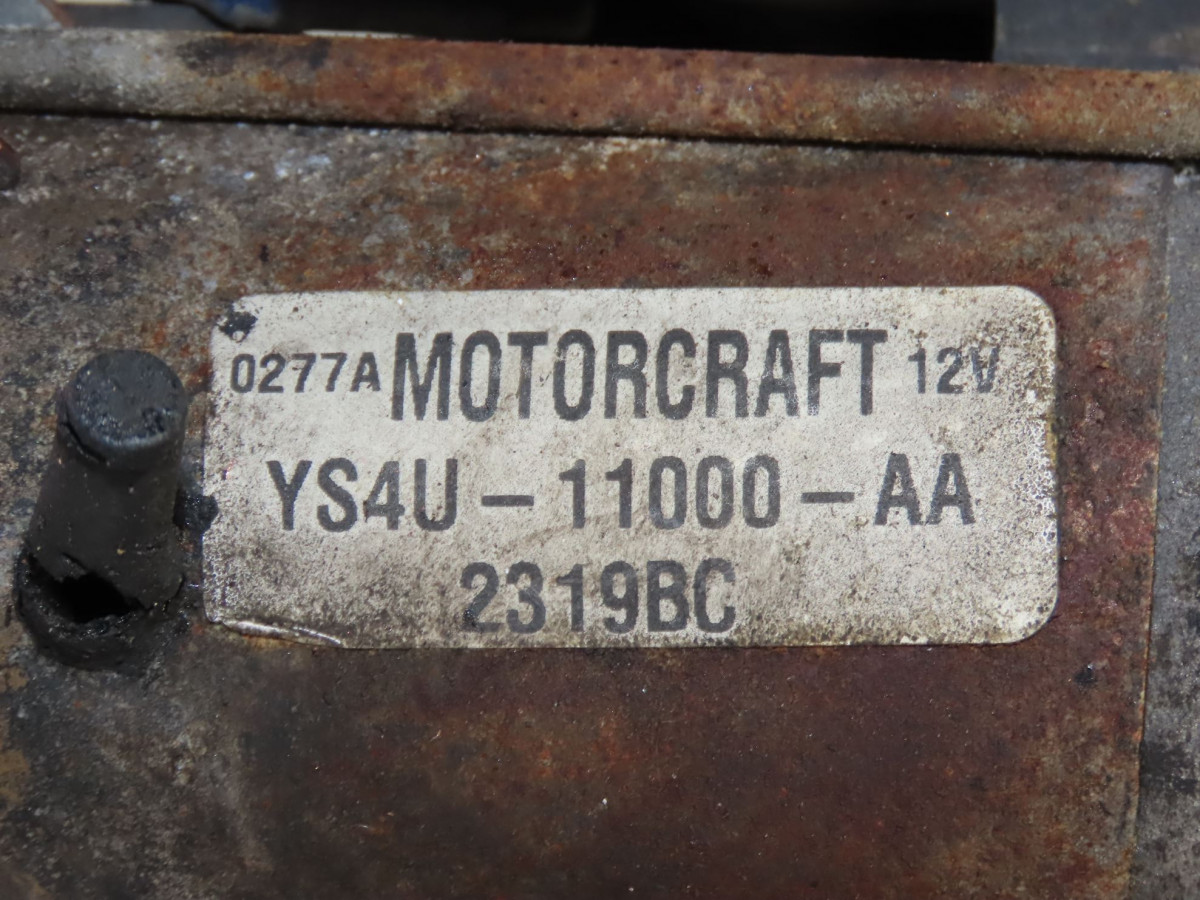 0277A MOTORCRAFT 12V
YS4U-11000-AA
2319BC